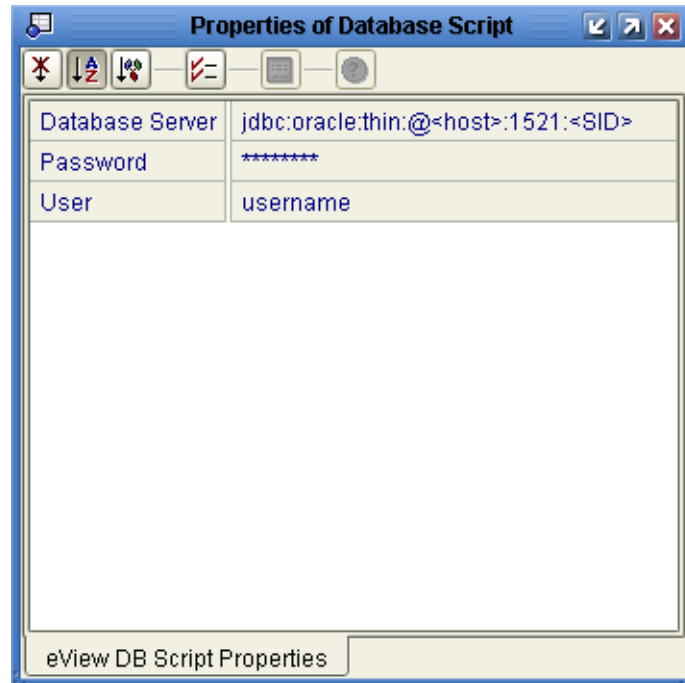 Properties of Database Script
Database Server jdbc:oracle:thin:@<host>:1521:<SID>
Password ********
User username
eView DB Script Properties